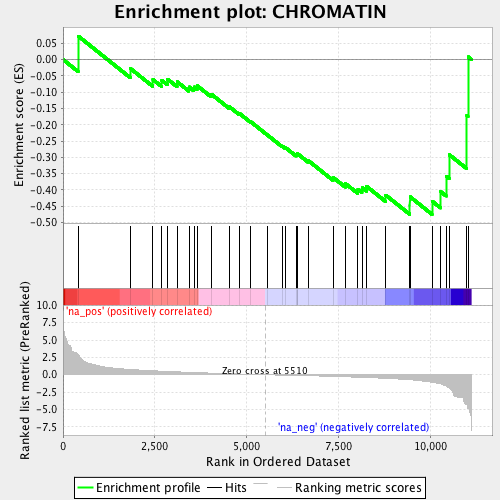 Enrichment plot: CHROMATIN
Enrichment score (ES)
0.05
0.00
-0.05
-0.10
-0.15
-0.20
-0.25
-0.30
-0.35
-0.40
-0.45
-0.50
Ranked list metric (PreRanked)
10.0
7.5
5.0
2.5
0.0
-2.5
-5.0
-7.5
'na_pos' (positively correlated)
Zero cross at 5510
'na_neg' (negatively correlated)
0
2,500
5,000
7,500
10,000
Rank in Ordered Dataset
Enrichment profile
Hits
Ranking metric scores